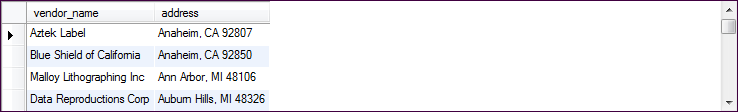 vendor_name address
Aztek Label Anaheim, CA 92807
Blue Shield of California Anaheim, CA 92850
Malloy Lithographing Inc Ann Arbor, MI 48106
Data Reproductions Corp Auburn Hills, MI 48326